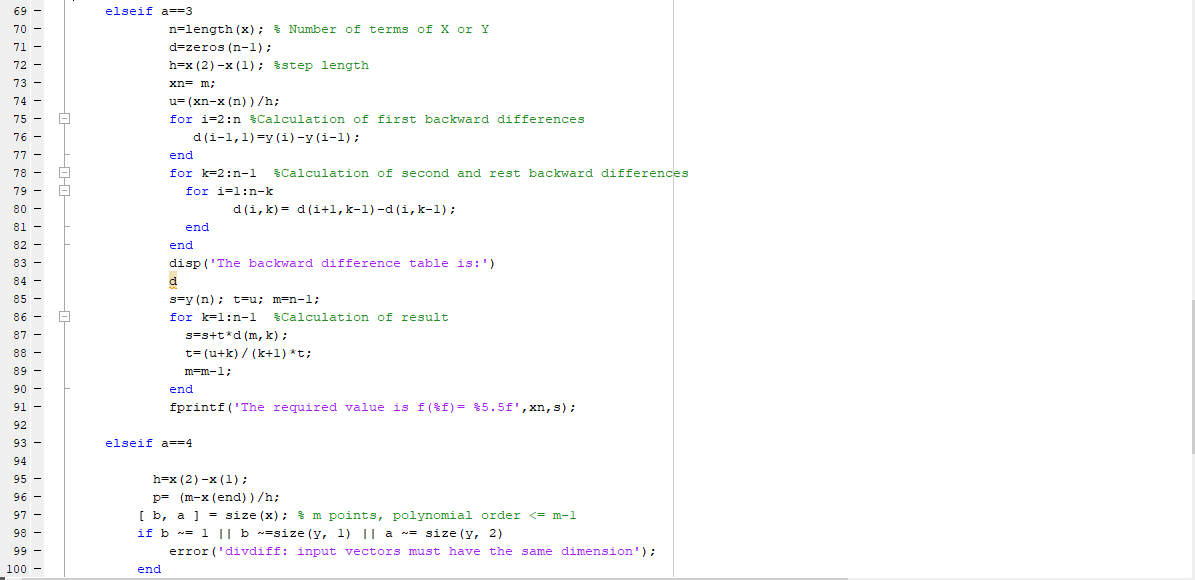 69 - elseif a==3
70 - n=length(x); % Number of terms of X or Y
71 - d=zeros(n-1);
72 - h=x(2)-x(1); %step length
73 - xn= m;
74 - u=(xn-x(n))/h;
75 - for i=2:n %Calculation of first backward differences
76 - d(i-1,1)=y(i)-y(i-1);
77 - end
78 - for k=2:n-1 %Calculation of second and rest backward differences
79 - for i=1:n-k
80 - d(i,k)= d(i+1,k-1)-d(i,k-1);
81 - end
82 - end
83 - disp('The backward difference table is:')
84 - d
85 - s=y(n); t=u; m=n-1;
86 - for k=1:n-1 %Calculation of result
87 - s=s+t*d(m,k);
88 - t=(u+k)/(k+1)*t;
89 - m=m-1;
90 - end
91 - fprintf('The required value is f(%f)= %5.5f',xn,s);
92
93 - elseif a==4
94
95 - h=x(2)-x(1);
96 - p= (m-x(end))/h;
97 - [ b, a ] = size(x); % m points, polynomial order <= m-1
98 - if b ~= 1 || b ~=size(y, 1) || a ~= size(y, 2)
99 - error('divdiff: input vectors must have the same dimension');
100 - end